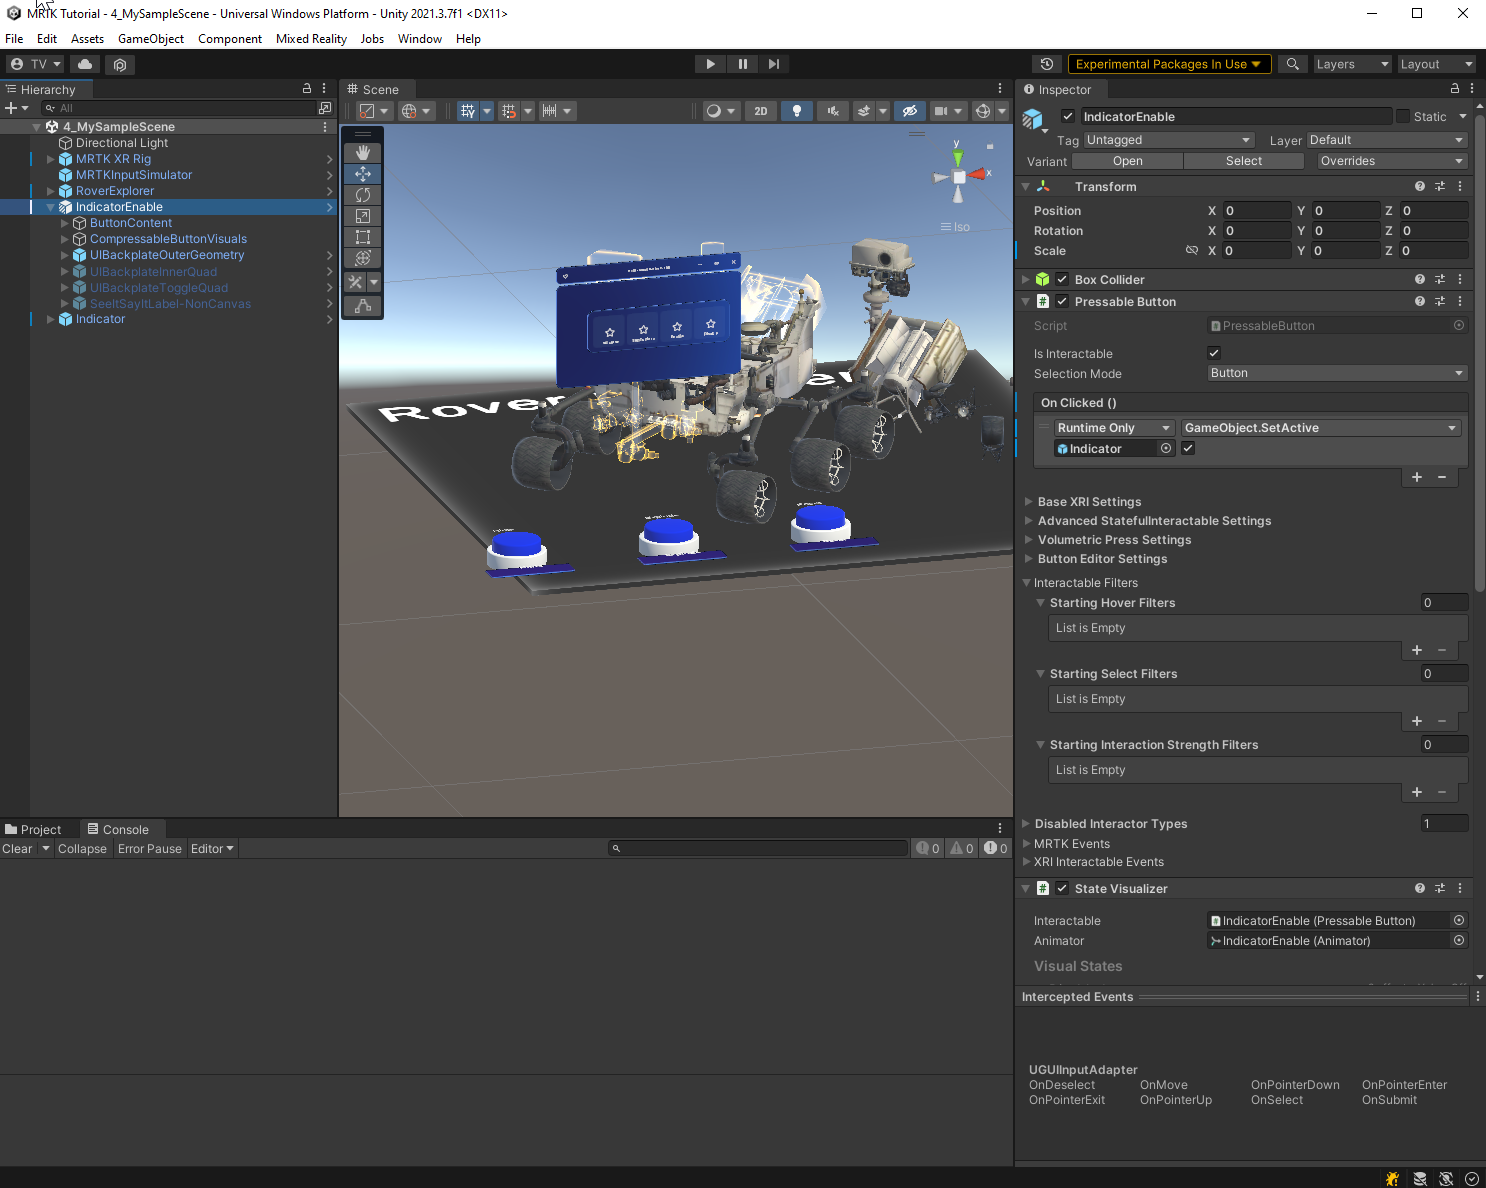 MRTK Tutorial - 4_MySampleScene - Universal Windows Platform - Unity 2021.3.7f1 <DX11>
File Edit Assets GameObject Component Mixed Reality Jobs Window Help
TV Experimental Packages In Use Layers Layout
Hierarchy
All
4_MySampleScene
Directional Light
MRTK XR Rig
MRTKInputSimulator
RoverExplorer
IndicatorEnable
ButtonContent
CompressableButtonVisuals
UIBackplateOuterGeometry
UIBackplateInnerQuad
UIBackplateToggleQuad
SeeItSayItLabel-NonCanvas
Indicator
Scene
2D
y
x
Iso
Rover
Inspector
IndicatorEnable Static
Tag Untagged Layer Default
Variant Open Select Overrides
Transform
Position X 0 Y 0 Z 0
Rotation X 0 Y 0 Z 0
Scale X 0 Y 0 Z 0
Box Collider
Pressable Button
Script PressableButton
Is Interactable
Selection Mode Button
On Clicked ()
Runtime Only GameObject.SetActive
Indicator
Base XRI Settings
Advanced StatefulInteractable Settings
Volumetric Press Settings
Button Editor Settings
Interactable Filters
Starting Hover Filters 0
List is Empty
Starting Select Filters 0
List is Empty
Starting Interaction Strength Filters 0
List is Empty
Disabled Interactor Types 1
MRTK Events
XRI Interactable Events
State Visualizer
Interactable IndicatorEnable (Pressable Button)
Animator IndicatorEnable (Animator)
Visual States
Intercepted Events
UGUIInputAdapter
OnDeselect OnMove OnPointerDown OnPointerEnter
OnPointerExit OnPointerUp OnSelect OnSubmit
Project Console
Clear Collapse Error Pause Editor 0 0 0